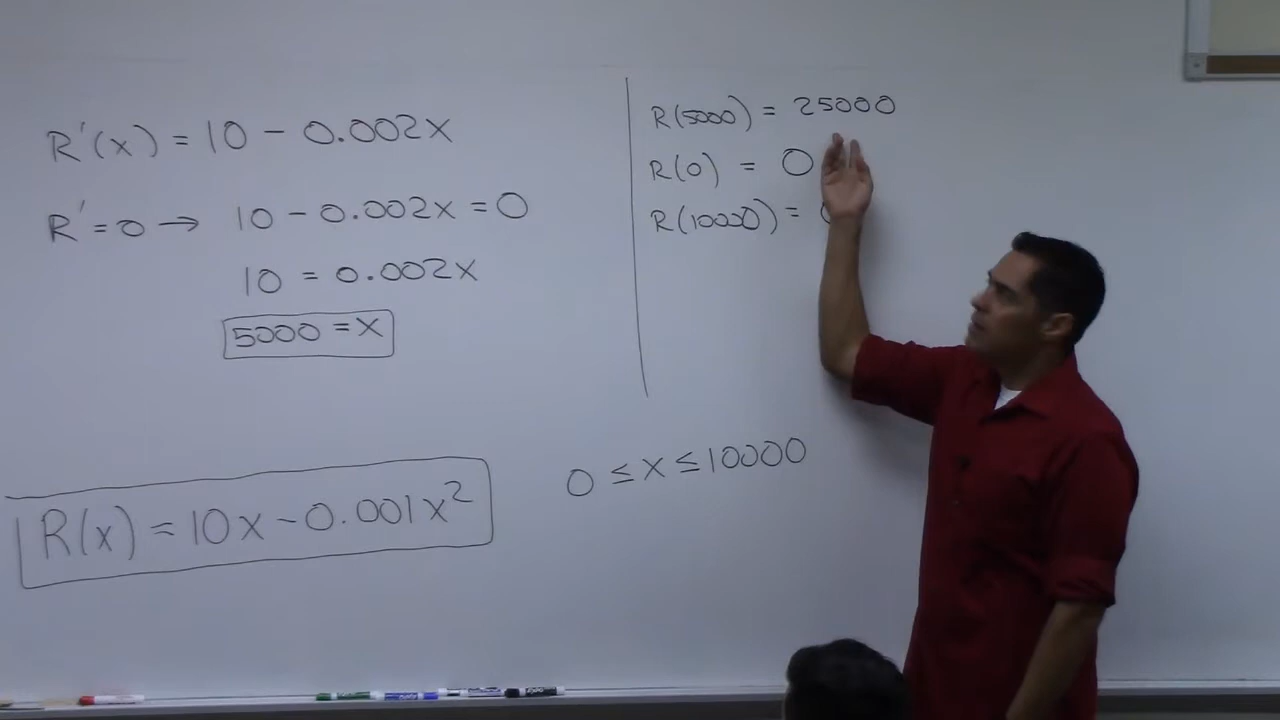 R'(x) = 10 - 0.002x
R' = 0 → 10 - 0.002x = 0
10 = 0.002x
5000 = x
R(x) = 10x - 0.001x²
R(5000) = 25000
R(0) = 0
R(10000) =
0 ≤ x ≤ 10000